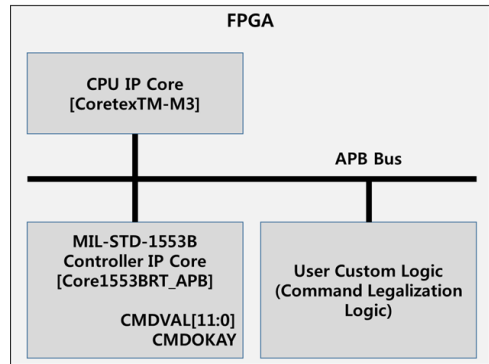 FPGA
CPU IP Core
[CoretexTM-M3]
APB Bus
MIL-STD-1553B
Controller IP Core
[Core1553BRT_APB]
CMDVAL[11:0]
CMDOKAY
User Custom Logic
(Command Legalization
Logic)